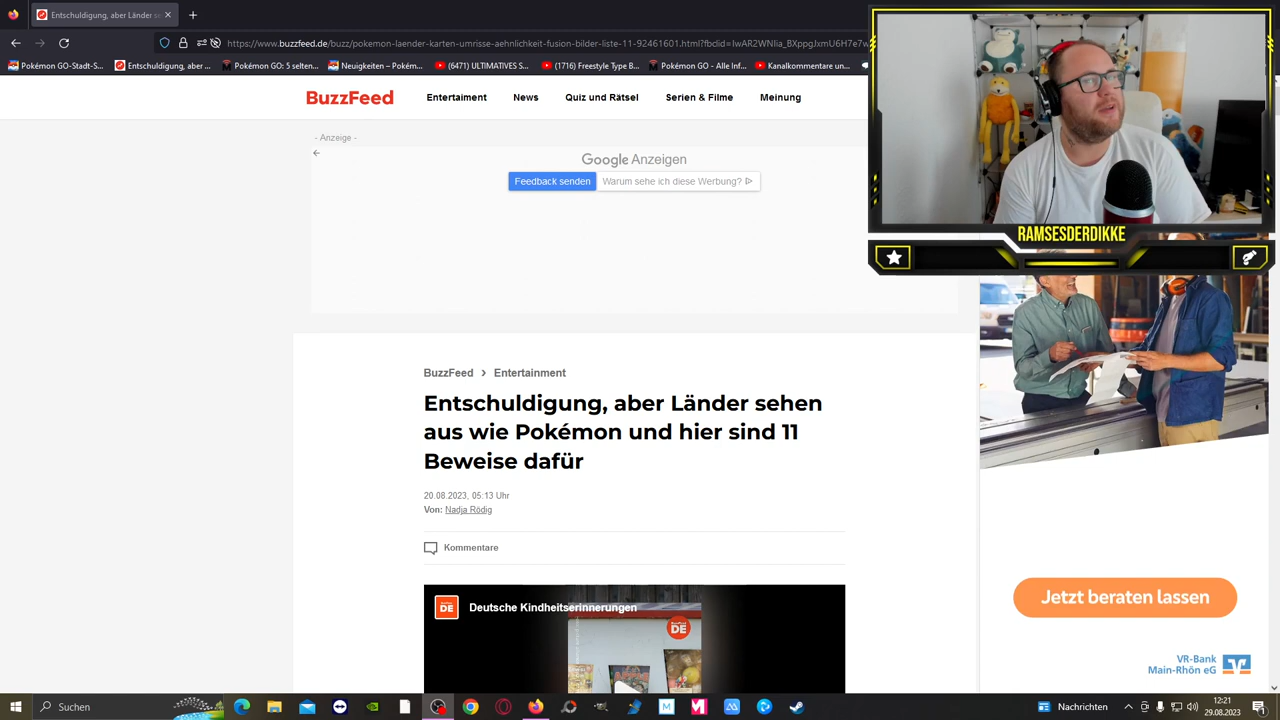 Entschuldigung, aber Länder se
https://www.buzzfeed.de/buzz/pokemon-laender-karten-umrisse-aehnlichkeit-fusion-bilder-liste-11-92461601.html?fbclid=
Pokémon GO-Stadt-S...
Entschuldigung, aber ...
Pokémon GO: 5 selten...
Neuigkeiten – Pokém...
(6471) ULTIMATIVES S...
(1716) Freestyle Type B...
Pokémon GO - Alle Inf...
Kanalkommentare un...
BuzzFeed
Entertaiment
News
Quiz und Rätsel
Serien & Filme
Meinung
- Anzeige -
Google Anzeigen
Feedback senden
Warum sehe ich diese Werbung?
RAMSESDERDIKKE
BuzzFeed > Entertainment
Entschuldigung, aber Länder sehen
aus wie Pokémon und hier sind 11
Beweise dafür
20.08.2023, 05:13 Uhr
Von: Nadja Rödig
Kommentare
DE
Deutsche Kindheitserinnerungen
DE
Jetzt beraten lassen
VR-Bank
Main-Rhön eG
Suchen
Nachrichten
12:21
29.08.2023